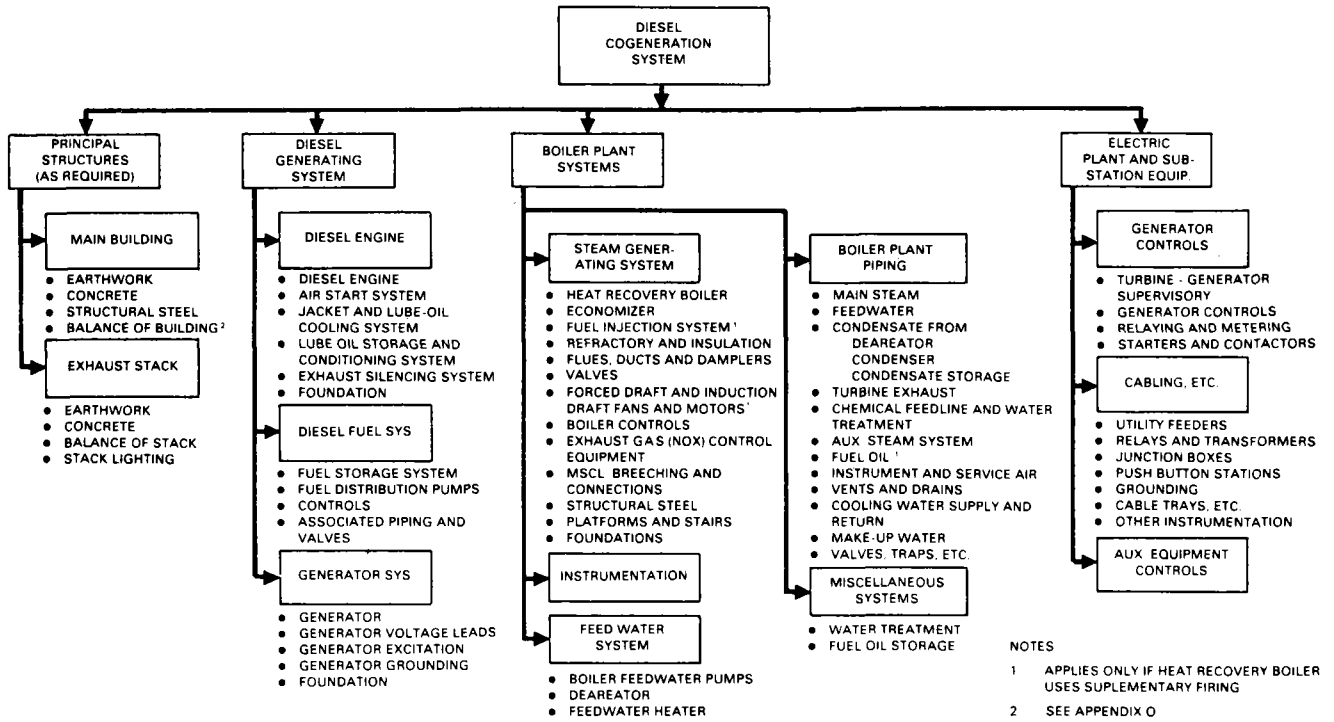 DIESEL
COGENERATION
SYSTEM
PRINCIPAL
STRUCTURES
(AS REQUIRED)
MAIN BUILDING
• EARTHWORK
• CONCRETE
• STRUCTURAL STEEL
• BALANCE OF BUILDING²
EXHAUST STACK
• EARTHWORK
• CONCRETE
• BALANCE OF STACK
• STACK LIGHTING
DIESEL
GENERATING
SYSTEM
DIESEL ENGINE
• DIESEL ENGINE
• AIR START SYSTEM
• JACKET AND LUBE-OIL
COOLING SYSTEM
• LUBE OIL STORAGE AND
CONDITIONING SYSTEM
• EXHAUST SILENCING SYSTEM
• FOUNDATION
DIESEL FUEL SYS
• FUEL STORAGE SYSTEM
• FUEL DISTRIBUTION PUMPS
• CONTROLS
• ASSOCIATED PIPING AND
VALVES
GENERATOR SYS
• GENERATOR
• GENERATOR VOLTAGE LEADS
• GENERATOR EXCITATION
• GENERATOR GROUNDING
• FOUNDATION
BOILER PLANT
SYSTEMS
STEAM GENER-
ATING SYSTEM
• HEAT RECOVERY BOILER
• ECONOMIZER
• FUEL INJECTION SYSTEM¹
• REFRACTORY AND INSULATION
• FLUES, DUCTS AND DAMPLERS
• VALVES
• FORCED DRAFT AND INDUCTION
DRAFT FANS AND MOTORS¹
• BOILER CONTROLS
• EXHAUST GAS (NOX) CONTROL
EQUIPMENT
• MSCL BREECHING AND
CONNECTIONS
• STRUCTURAL STEEL
• PLATFORMS AND STAIRS
• FOUNDATIONS
INSTRUMENTATION
FEED WATER
SYSTEM
• BOILER FEEDWATER PUMPS
• DEAREATOR
• FEEDWATER HEATER
BOILER PLANT
PIPING
• MAIN STEAM
• FEEDWATER
• CONDENSATE FROM
DEAREATOR
CONDENSER
CONDENSATE STORAGE
• TURBINE EXHAUST
• CHEMICAL FEEDLINE AND WATER
TREATMENT
• AUX STEAM SYSTEM
• FUEL OIL ¹
• INSTRUMENT AND SERVICE AIR
• VENTS AND DRAINS
• COOLING WATER SUPPLY AND
RETURN
• MAKE-UP WATER
• VALVES, TRAPS, ETC.
MISCELLANEOUS
SYSTEMS
• WATER TREATMENT
• FUEL OIL STORAGE
ELECTRIC
PLANT AND SUB-
STATION EQUIP.
GENERATOR
CONTROLS
• TURBINE - GENERATOR
SUPERVISORY
• GENERATOR CONTROLS
• RELAYING AND METERING
• STARTERS AND CONTACTORS
CABLING, ETC.
• UTILITY FEEDERS
• RELAYS AND TRANSFORMERS
• JUNCTION BOXES
• PUSH BUTTON STATIONS
• GROUNDING
• CABLE TRAYS, ETC.
• OTHER INSTRUMENTATION
AUX EQUIPMENT
CONTROLS
NOTES
1 APPLIES ONLY IF HEAT RECOVERY BOILER
USES SUPLEMENTARY FIRING
2 SEE APPENDIX O